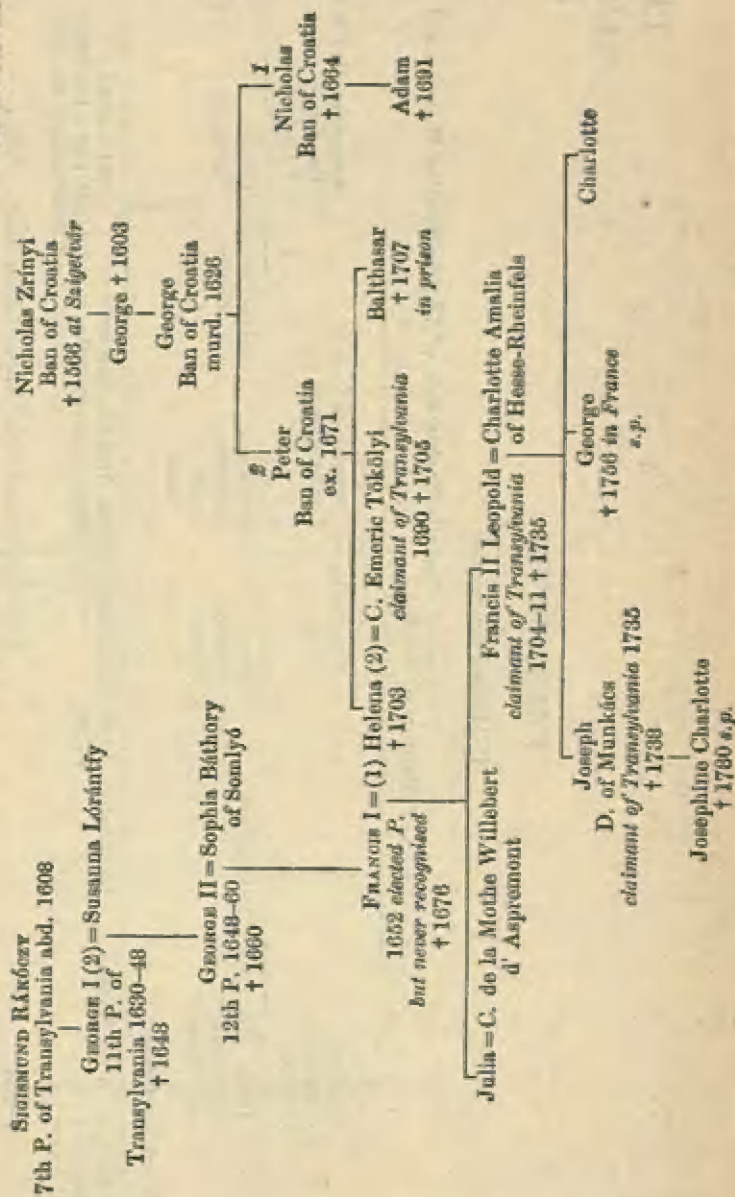 SIGISMUND RÁKÓCZY
7th P. of Transylvania abd. 1608
GEORGE I (2) = Susanna Lórántfy
11th P. of
Transylvania 1630-48
† 1648
GEORGE II = Sophia Báthory
12th P. 1648-60 of Somlyó
† 1660
Nicholas Zrínyi
Ban of Croatia
† 1566 at Szigetvár
George † 1603
George
Ban of Croatia
murd. 1626
2
Peter
Ban of Croatia
ex. 1671
1
Nicholas
Ban of Croatia
† 1664
Adam
† 1691
FRANCIS I = (1) Helena (2) = C. Emeric Tökölyi
1652 elected P. † 1703 claimant of Transylvania
but never recognised 1690 † 1705
† 1676
Balthasar
† 1707
in prison
Julia = C. de la Mothe Willebert
d' Aspremont
Francis II Leopold = Charlotte Amalia
claimant of Transylvania of Hesse-Rheinfels
1704-11 † 1735
Joseph
D. of Munkács
claimant of Transylvania 1735
† 1738
George
† 1756 in France
s.p.
Charlotte
Josephine Charlotte
† 1780 s.p.